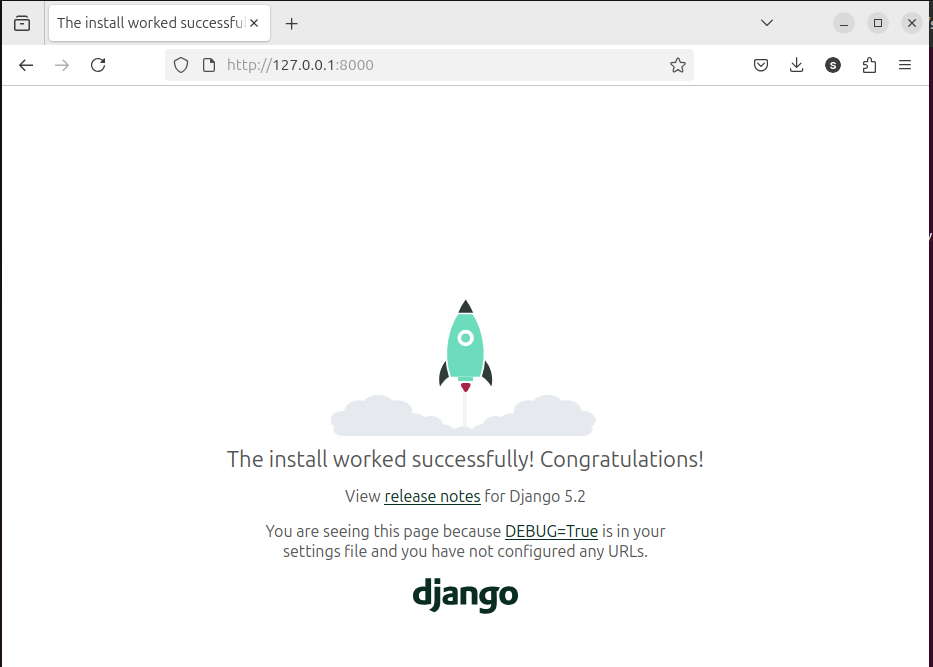 The install worked successfu
http://127.0.0.1:8000
S
The install worked successfully! Congratulations!
View release notes for Django 5.2
You are seeing this page because DEBUG=True is in your
settings file and you have not configured any URLs.
django